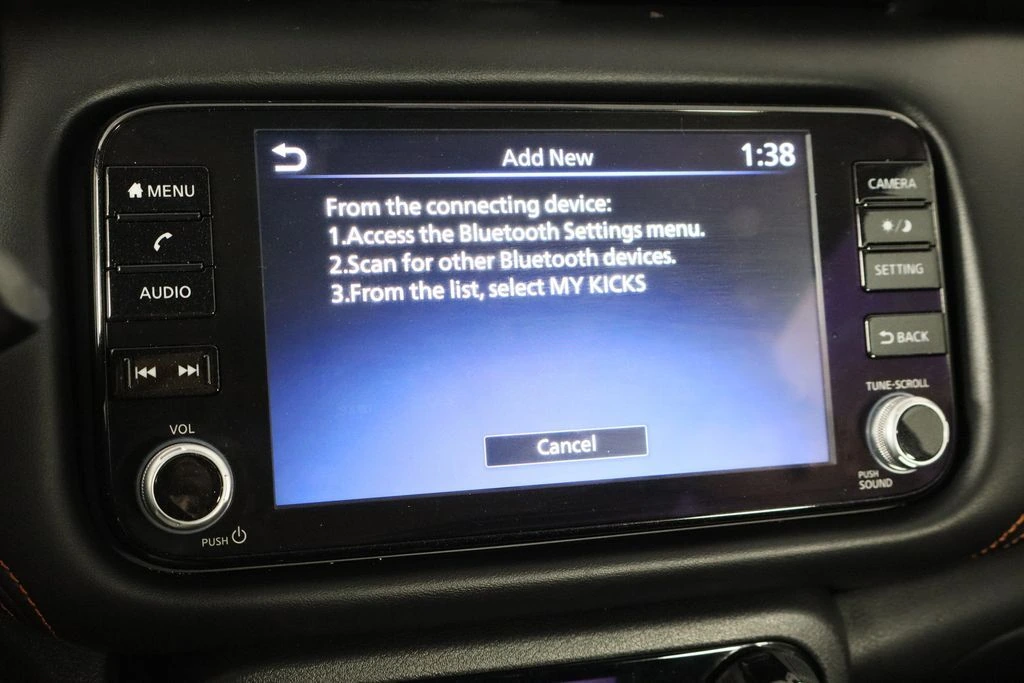 Add New
1:38
From the connecting device:
1.Access the Bluetooth Settings menu.
2.Scan for other Bluetooth devices.
3.From the list, select MY KICKS
Cancel
MENU
AUDIO
VOL
PUSH
CAMERA
SETTING
BACK
TUNE-SCROLL
PUSH
SOUND